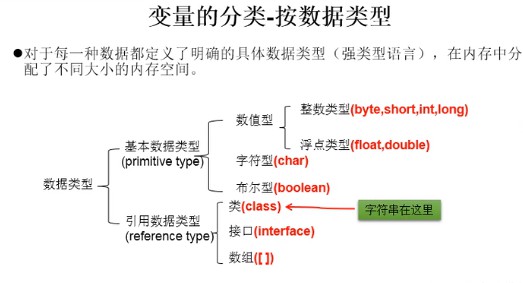 变量的分类-按数据类型
●对于每一种数据都定义了明确的具体数据类型（强类型语言），在内存中分
配了不同大小的内存空间。
数据类型
基本数据类型
(primitive type)
数值型
整数类型(byte,short,int,long)
浮点类型(float,double)
字符型(char)
布尔型(boolean)
引用数据类型
(reference type)
类(class)
字符串在这里
接口(interface)
数组([ ])